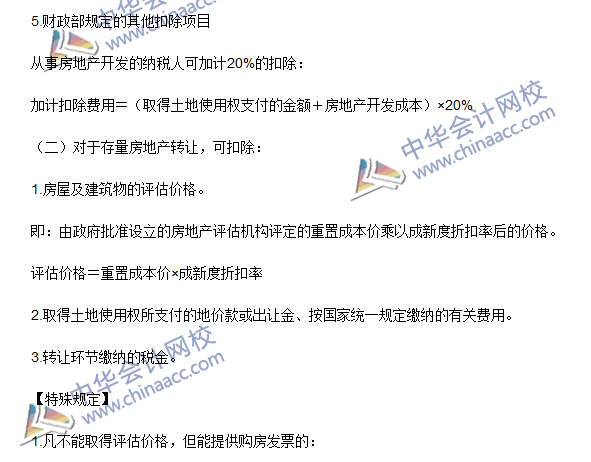 5.财政部规定的其他扣除项目
从事房地产开发的纳税人可加计20%的扣除：
加计扣除费用＝（取得土地使用权支付的金额＋房地产开发成本）×20%
（二）对于存量房地产转让，可扣除：
1.房屋及建筑物的评估价格。
即：由政府批准设立的房地产评估机构评定的重置成本价乘以成新度折扣率后的价格。
评估价格＝重置成本价×成新度折扣率
2.取得土地使用权所支付的地价款或出让金、按国家统一规定缴纳的有关费用。
3.转让环节缴纳的税金。
【特殊规定】
1.凡不能取得评估价格，但能提供购房发票的：
中华会计网校
www.chinaacc.com
中华会计网校
www.chinaacc.com
中华会计网校
www.chinaacc.com